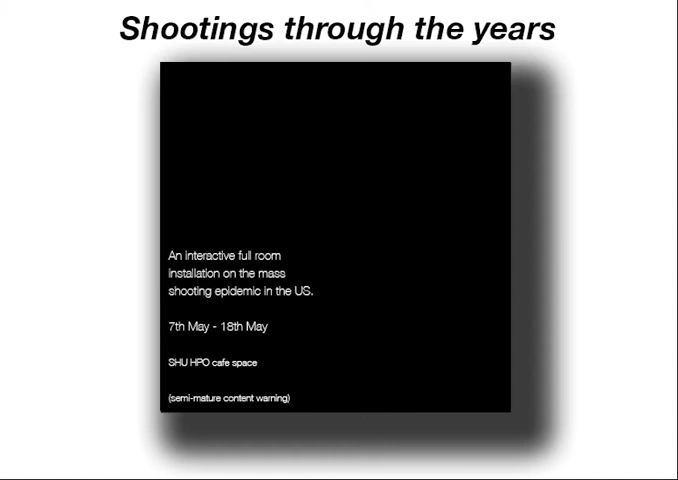 Shootings through the years
An interactive full room
installation on the mass
shooting epidemic in the US.
7th May - 18th May
SHU HPO cafe space
(semi-mature content warning)